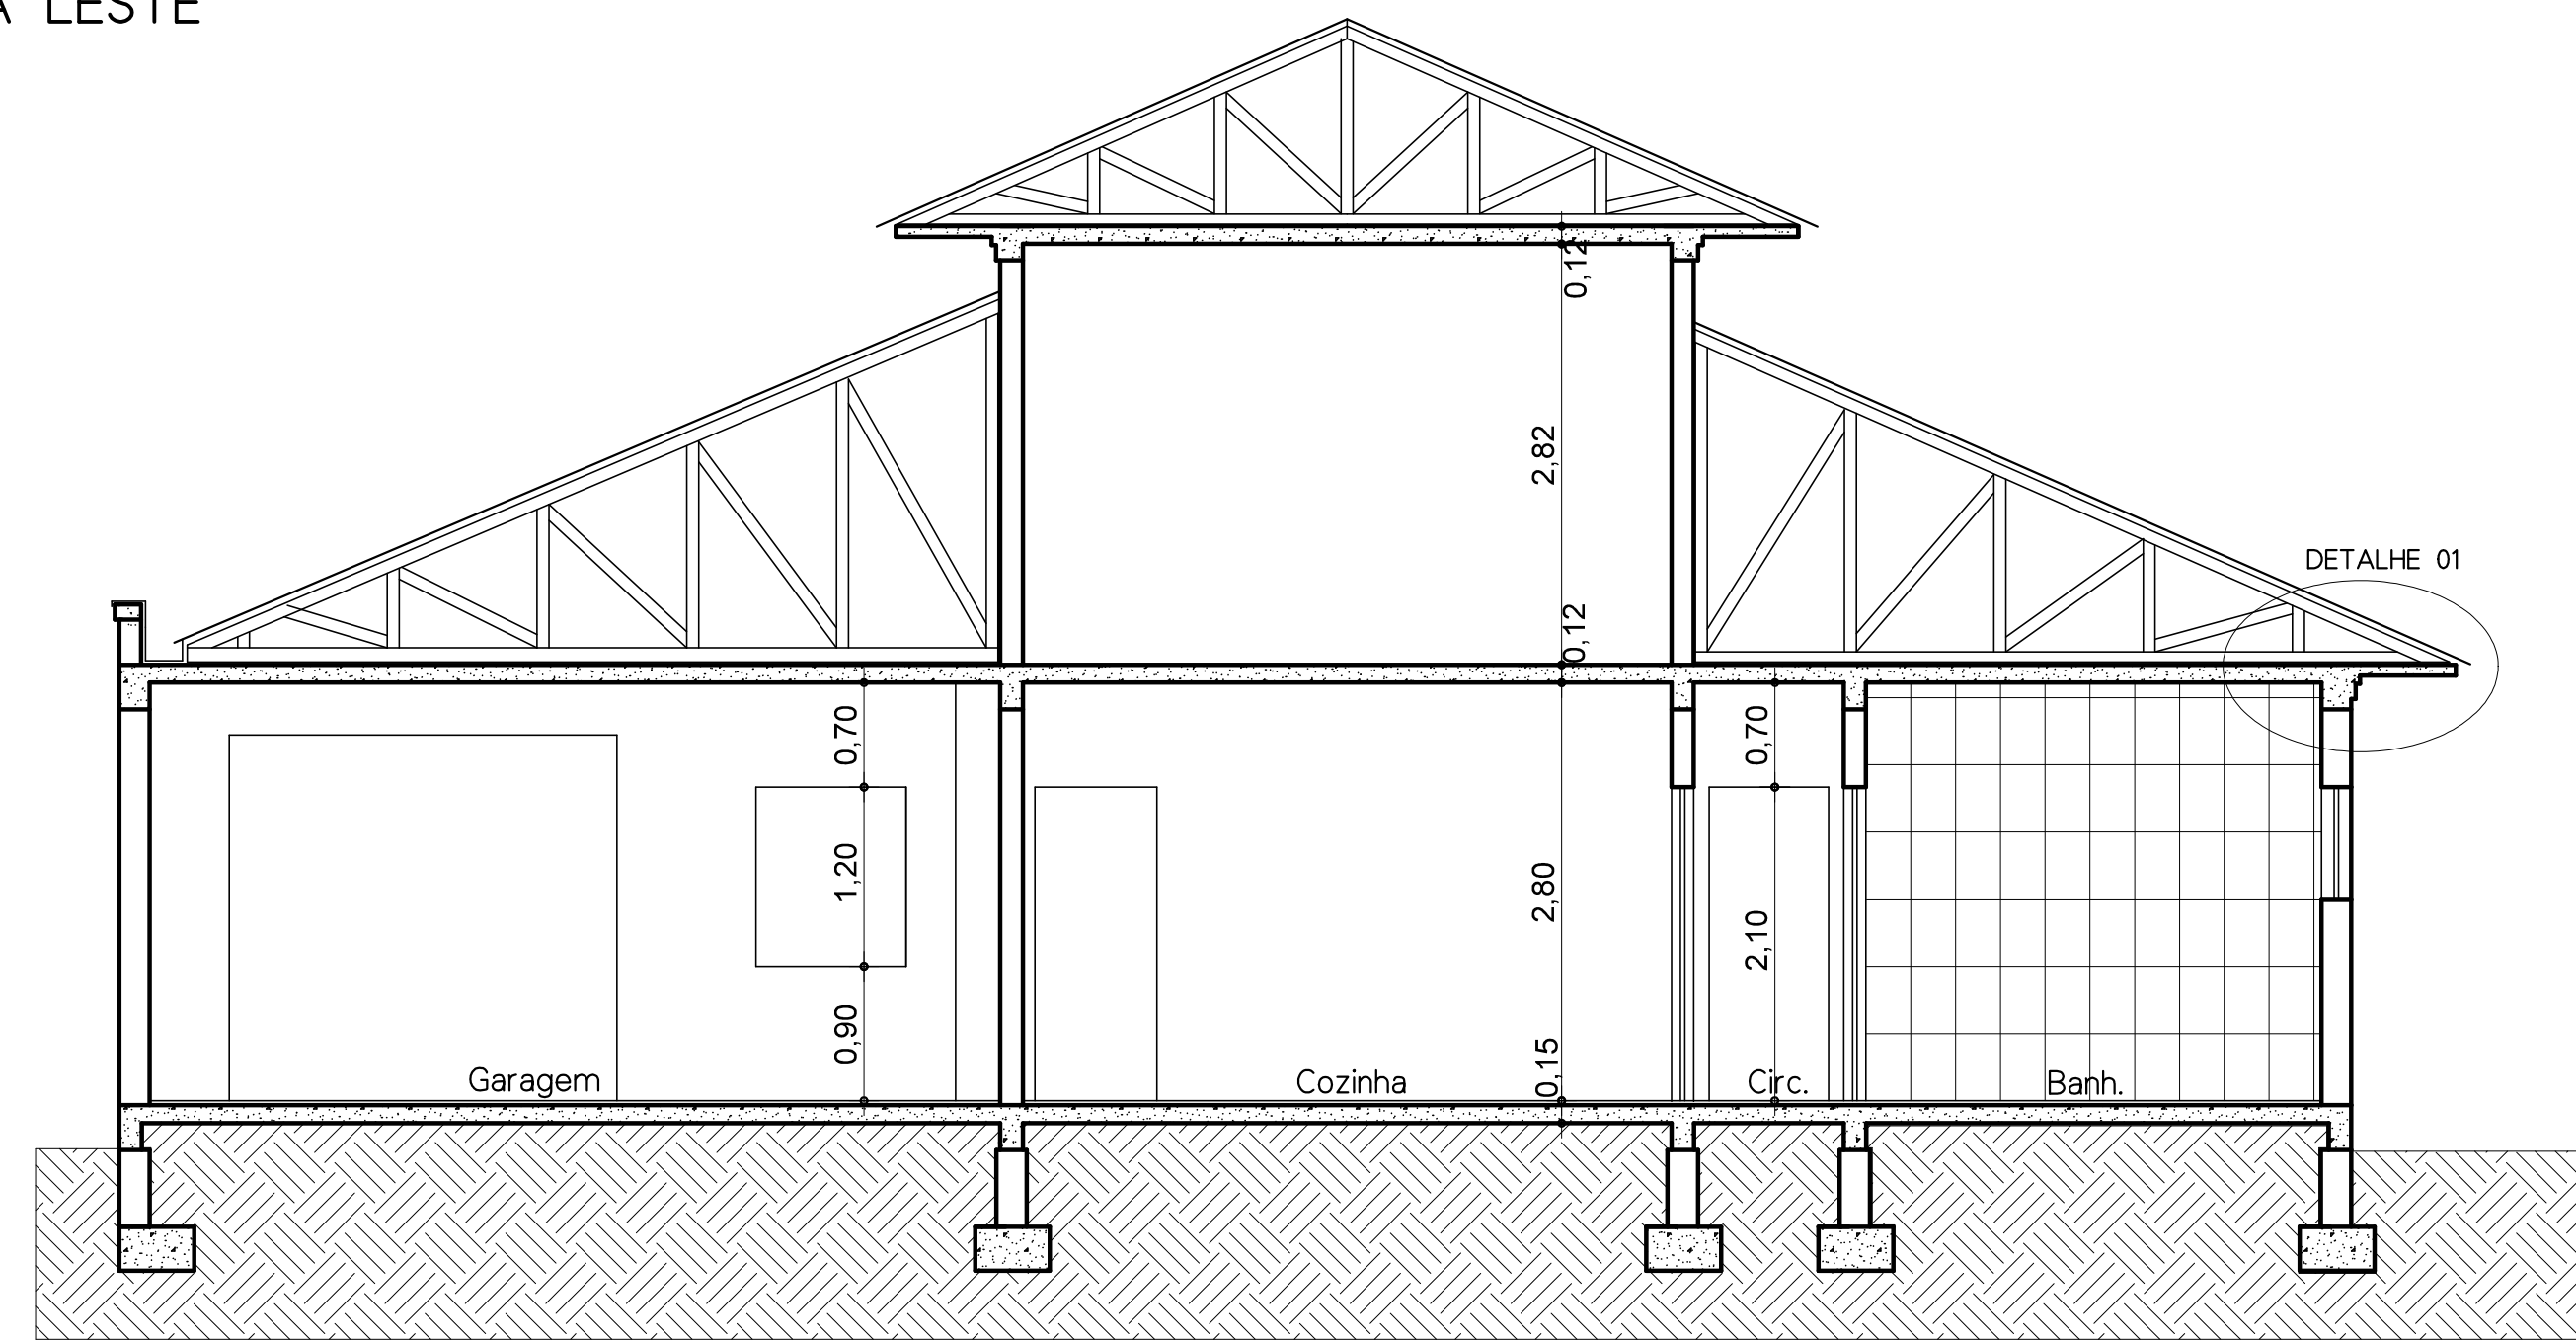 LESTE
0,12
2,82
DETALHE 01
0,12
0,70
0,70
1,20
2,80
2,10
0,90
0,15
Garagem
Cozinha
Circ.
Banh.